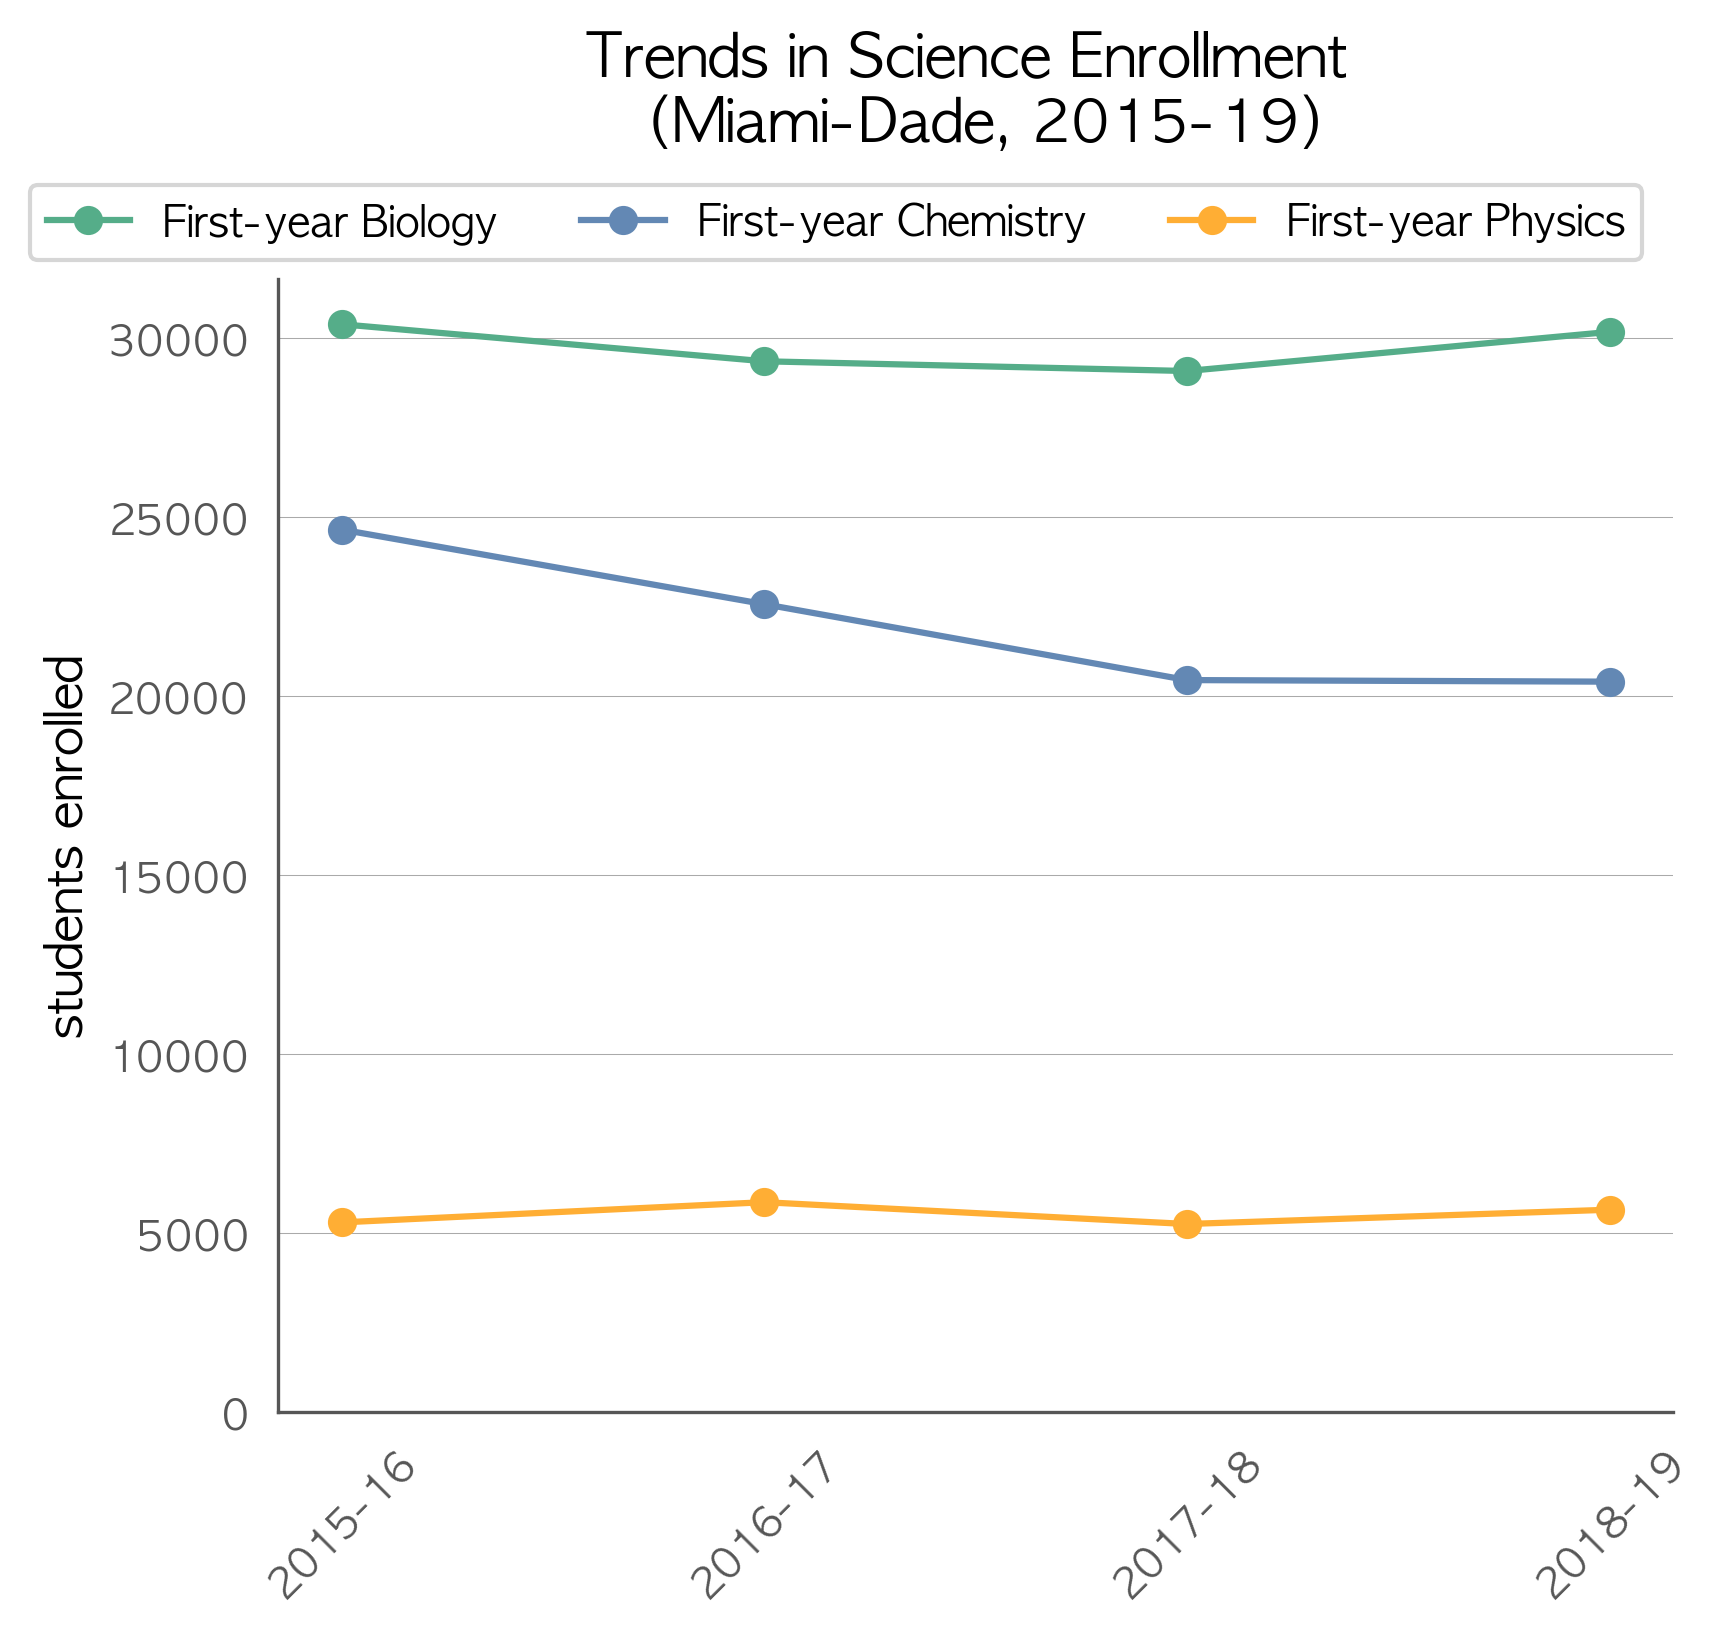 Trends in Science Enrollment
(Miami-Dade, 2015-19)
First-year Biology
First-year Chemistry
First-year Physics
30000
25000
20000
15000
10000
5000
0
students enrolled
2015-16
2016-17
2017-18
2018-19